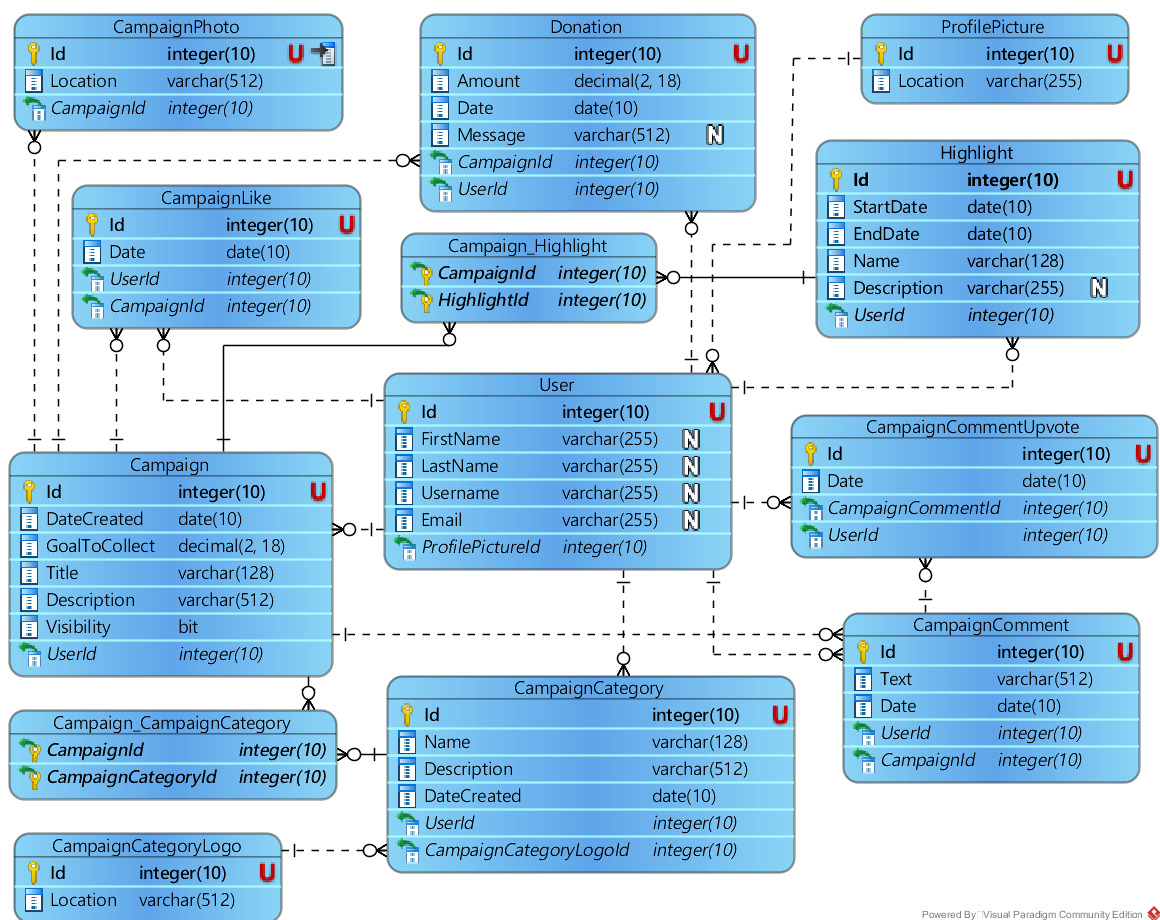 CampaignPhoto
Id integer(10) U
Location varchar(512)
CampaignId integer(10)
Donation
Id integer(10) U
Amount decimal(2, 18)
Date date(10)
Message varchar(512) N
CampaignId integer(10)
UserId integer(10)
ProfilePicture
Id integer(10) U
Location varchar(255)
Highlight
Id integer(10) U
StartDate date(10)
EndDate date(10)
Name varchar(128)
Description varchar(255) N
UserId integer(10)
CampaignLike
Id integer(10) U
Date date(10)
UserId integer(10)
CampaignId integer(10)
Campaign_Highlight
CampaignId integer(10)
HighlightId integer(10)
User
Id integer(10) U
FirstName varchar(255) N
LastName varchar(255) N
Username varchar(255) N
Email varchar(255) N
ProfilePictureId integer(10)
CampaignCommentUpvote
Id integer(10) U
Date date(10)
CampaignCommentId integer(10)
UserId integer(10)
Campaign
Id integer(10) U
DateCreated date(10)
GoalToCollect decimal(2, 18)
Title varchar(128)
Description varchar(512)
Visibility bit
UserId integer(10)
CampaignComment
Id integer(10) U
Text varchar(512)
Date date(10)
UserId integer(10)
CampaignId integer(10)
Campaign_CampaignCategory
CampaignId integer(10)
CampaignCategoryId integer(10)
CampaignCategory
Id integer(10) U
Name varchar(128)
Description varchar(512)
DateCreated date(10)
UserId integer(10)
CampaignCategoryLogoId integer(10)
CampaignCategoryLogo
Id integer(10) U
Location varchar(512)
Powered By Visual Paradigm Community Edition